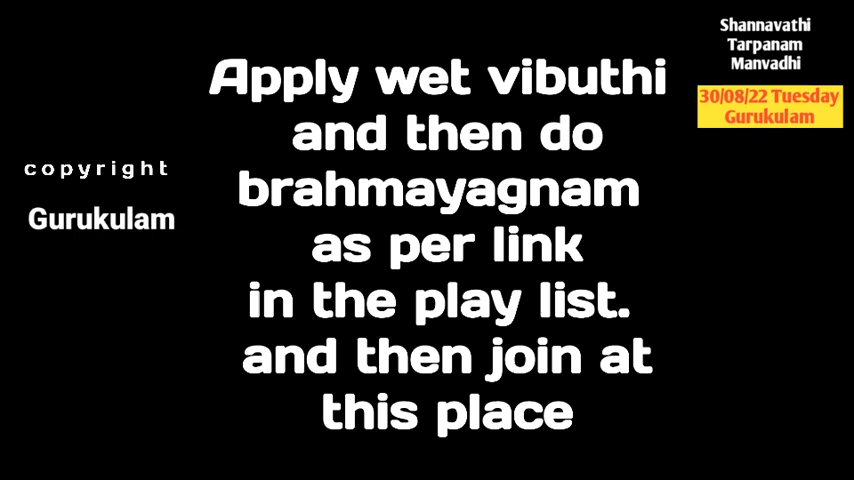 Shannavathi
Tarpanam
Manvadhi
30/08/22 Tuesday
Gurukulam
copyright
Gurukulam
Apply wet vibuthi
and then do
brahmayagnam
as per link
in the play list.
and then join at
this place